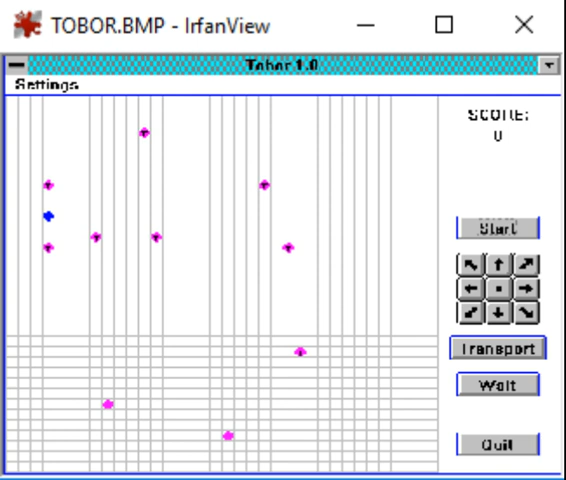 TOBOR.BMP - IrfanView
Tobor 1.0
Settings
SCORE:
0
Start
Transport
Wait
Quit